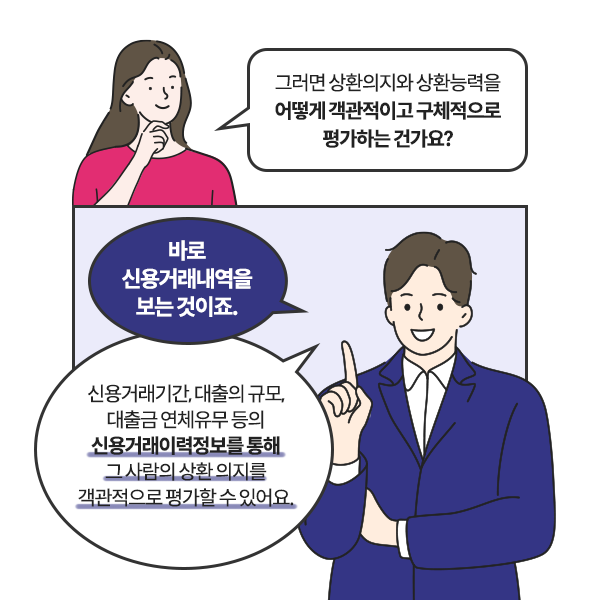 그러면 상환의지와 상환능력을
어떻게 객관적이고 구체적으로
평가하는 건가요?
바로
신용거래내역을
보는 것이죠.
신용거래기간, 대출의 규모,
대출금 연체유무 등의
신용거래이력정보를 통해
그 사람의 상환 의지를
객관적으로 평가할 수 있어요.